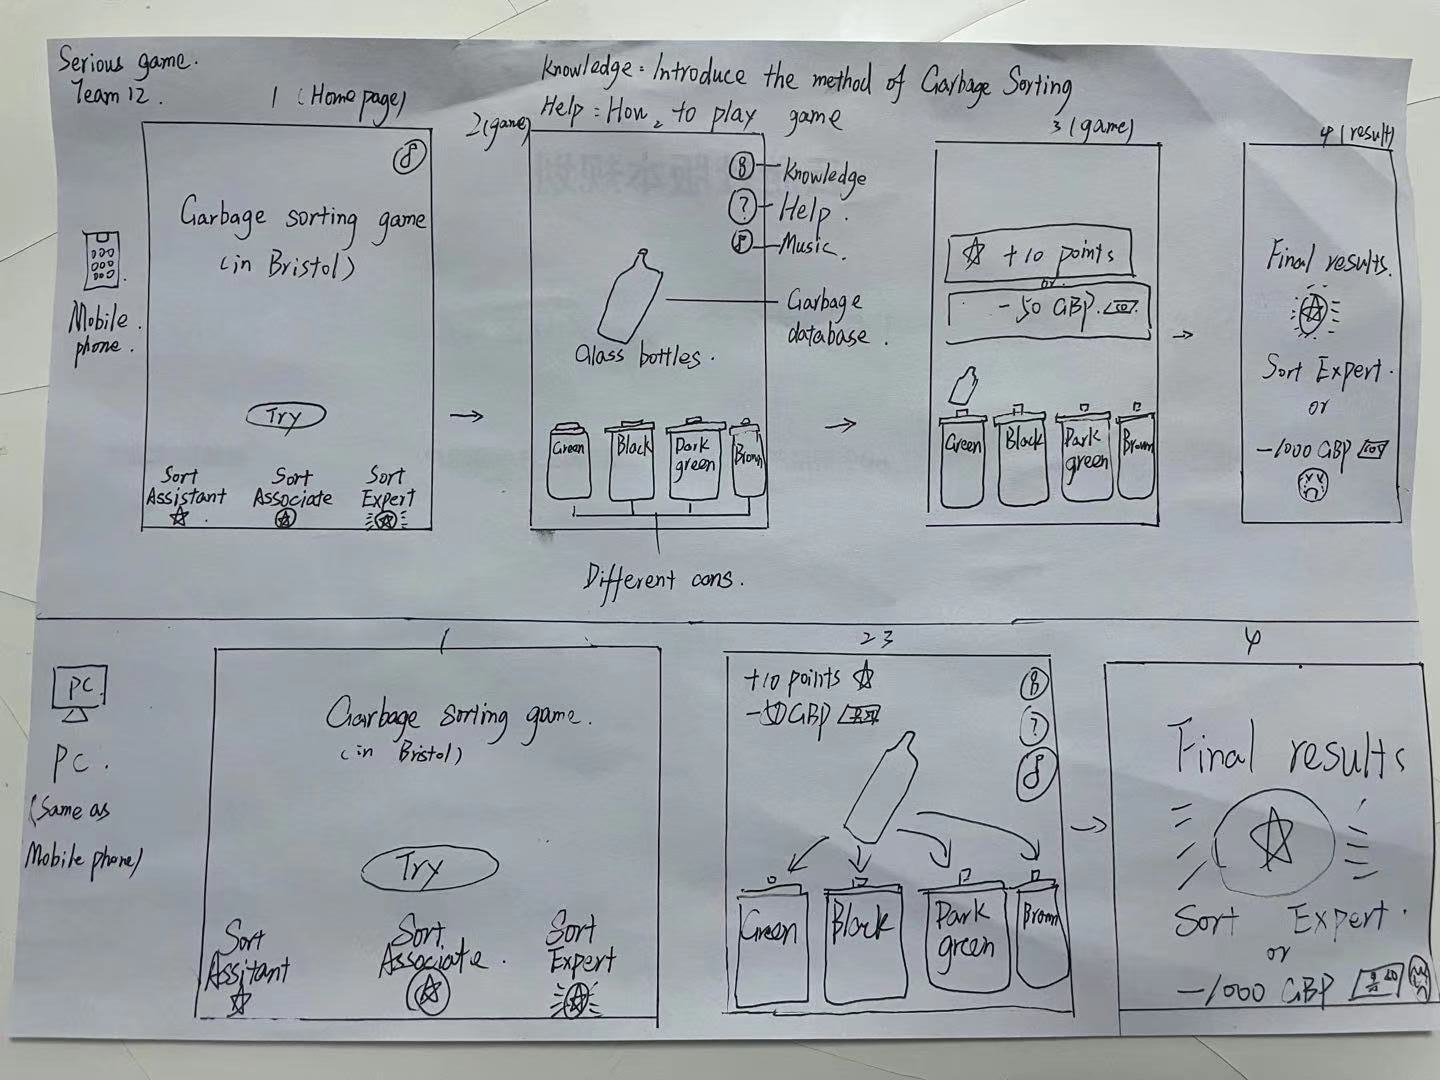 Serious game.
Team 12.
Knowledge: Introduce the method of Garbage Sorting
Help: How to play game
1 (Home page)
Garbage sorting game
(in Bristol)
Try
Sort Assistant
Sort Associate
Sort Expert
Mobile phone.
2 (game)
Knowledge
?
Help.
Music.
Garbage database.
Glass bottles.
Green
Black
Dark green
Brown
Different cans.
3 (game)
+10 points
or
-50 GBP.
Green
Black
Dark green
Brown
4 (result)
Final results.
Sort Expert.
or
-1000 GBP
PC
PC.
(Same as
Mobile phone)
1
Garbage sorting game.
(in Bristol)
Try
Sort Assitant
Sort Associate.
Sort Expert
2 3
+10 points
-50 GBP
?
Green
Black
Dark green
Brown
4
Final results
Sort Expert.
or
-1000 GBP